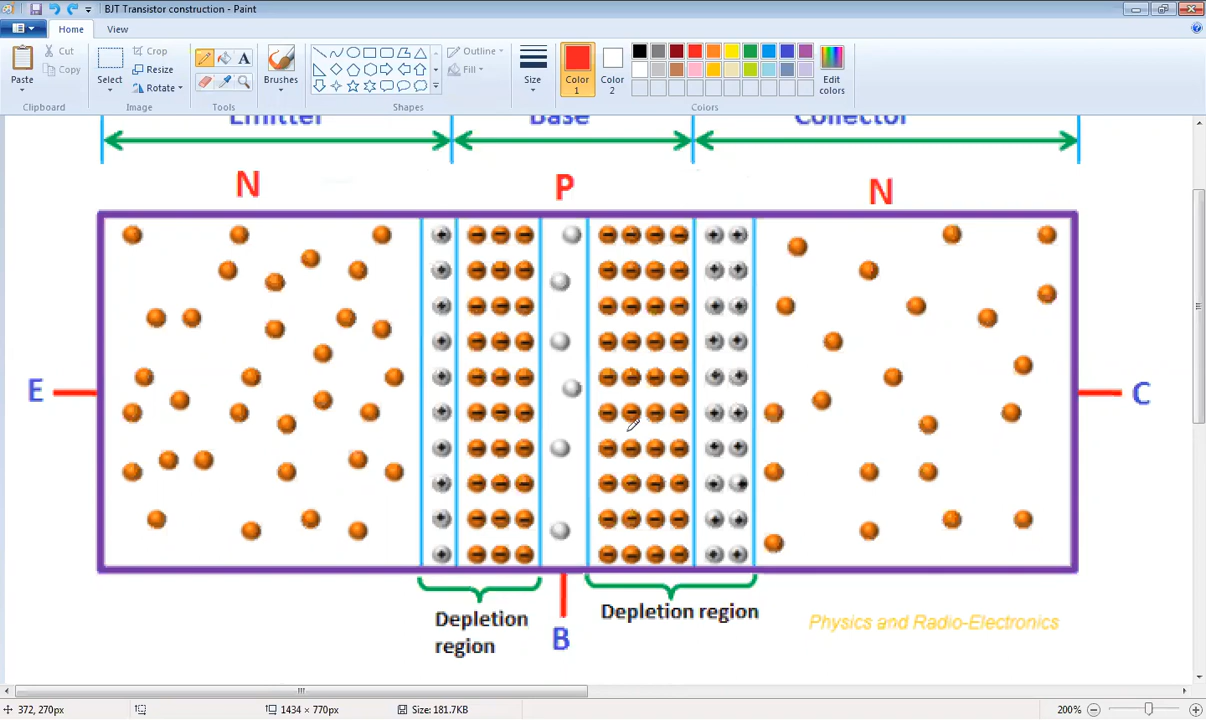 BJT Transistor construction - Paint
Home View
Paste
Cut
Copy
Clipboard
Select
Crop
Resize
Rotate
Image
A
Tools
Brushes
Outline
Fill
Shapes
Size
Color 1
Color 2
Edit colors
Colors
Emitter Base Collector
N P N
E C
Depletion region
B
Depletion region
Physics and Radio-Electronics
372, 270px 1434 × 770px Size: 181.7KB 200%